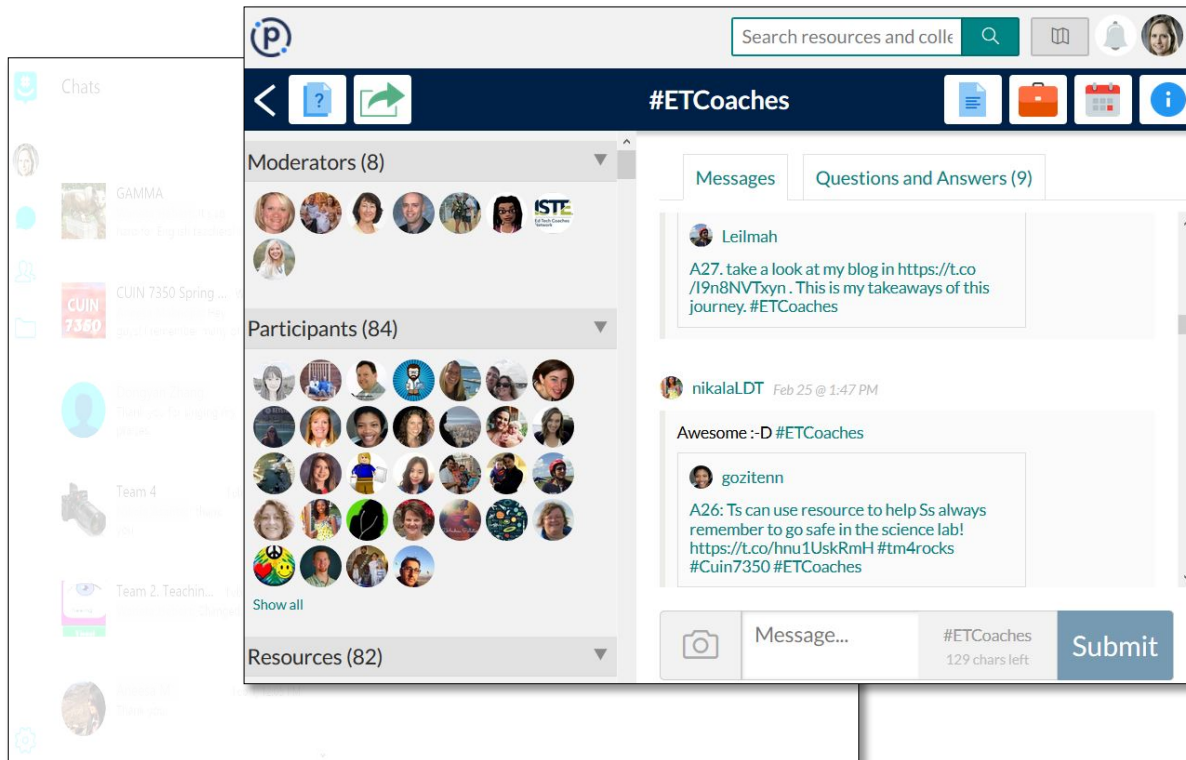 Search resources and colle
#ETCoaches
Moderators (8)
ISTE
Ed Tech Coaches
Network
Participants (84)
Show all
Resources (82)
Messages
Questions and Answers (9)
Leilmah
A27. take a look at my blog in https://t.co
/I9n8NVTxyn . This is my takeaways of this
journey. #ETCoaches
nikalaLDT Feb 25 @ 1:47 PM
Awesome :-D #ETCoaches
gozitenn
A26: Ts can use resource to help Ss always
remember to go safe in the science lab!
https://t.co/hnu1UskRmH #tm4rocks
#Cuin7350 #ETCoaches
Message...
#ETCoaches
129 chars left
Submit
Chats
GAMMA
CUIN 7350 Spring ...
CUIN
7350
Team 4
Team 2. Teachin...